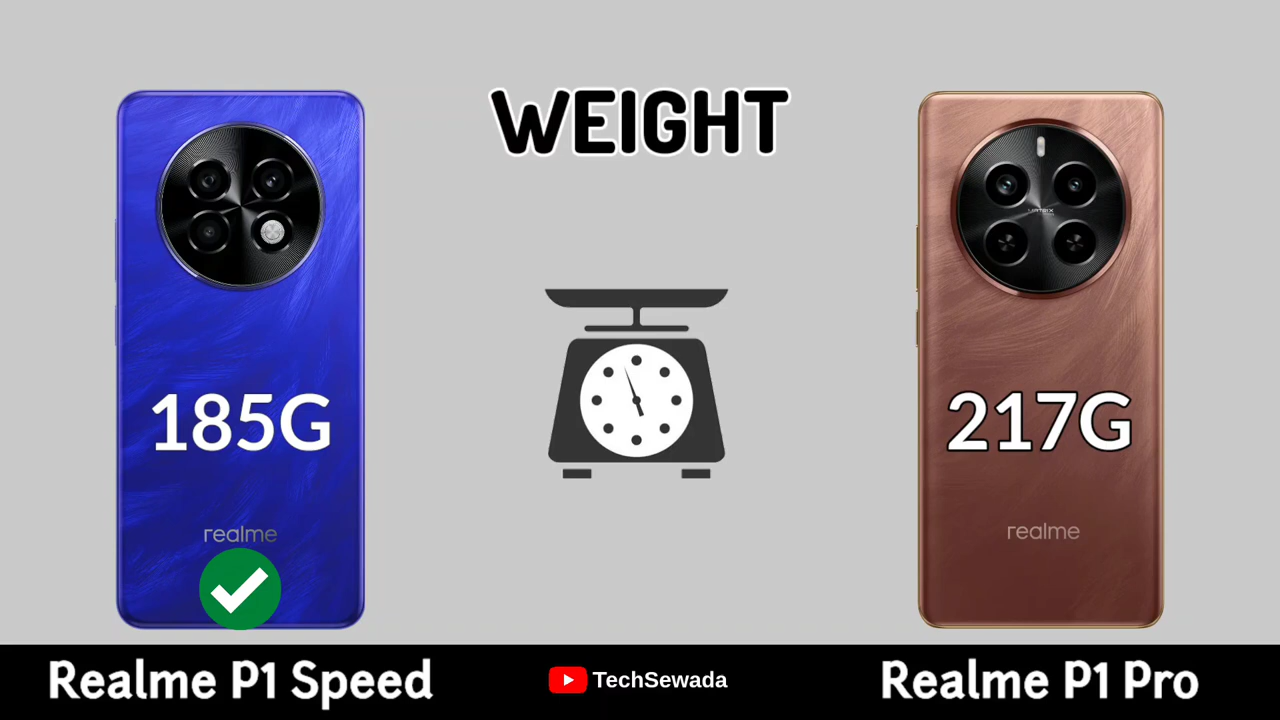 WEIGHT
185G
217G
realme
realme
Realme P1 Speed
TechSewada
Realme P1 Pro